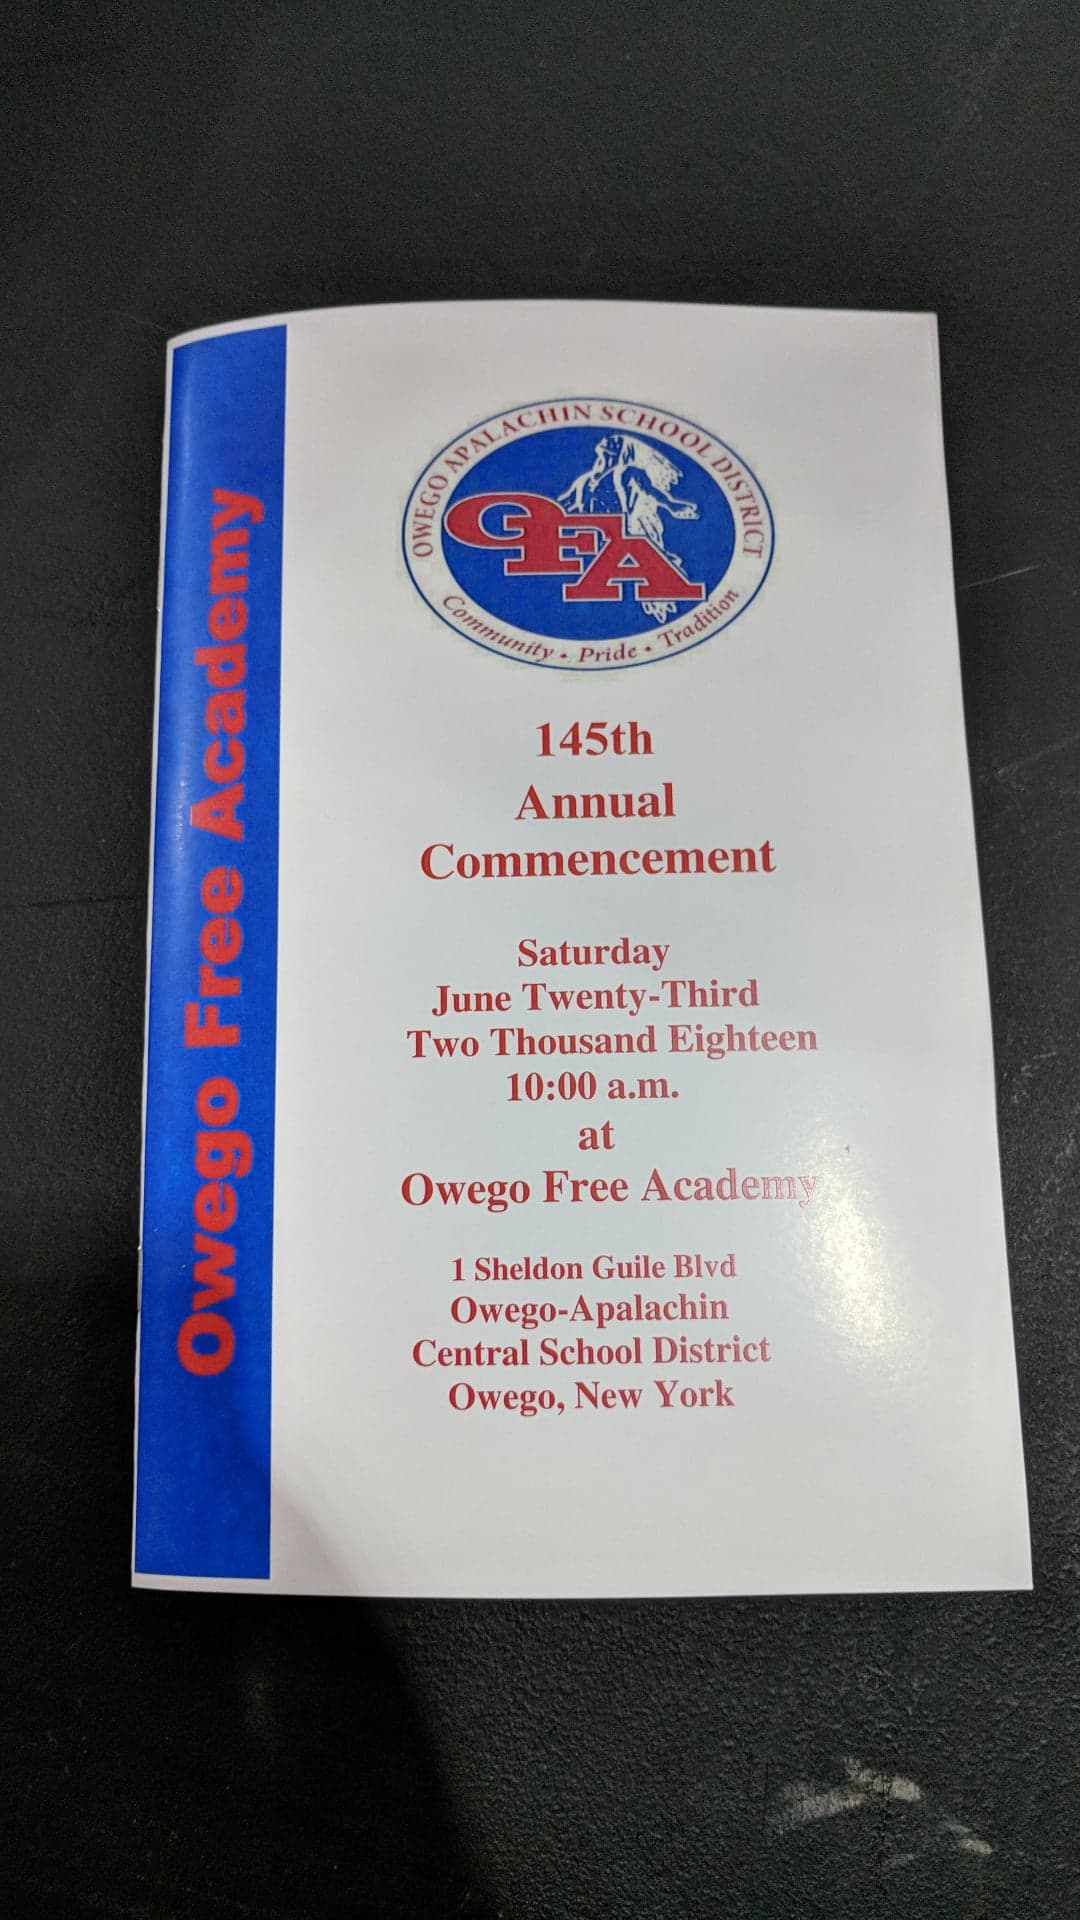 Owego Free Academy
OWEGO APALACHIN SCHOOL DISTRICT
OFA
Community • Pride • Tradition
145th
Annual
Commencement
Saturday
June Twenty-Third
Two Thousand Eighteen
10:00 a.m.
at
Owego Free Academy
1 Sheldon Guile Blvd
Owego-Apalachin
Central School District
Owego, New York